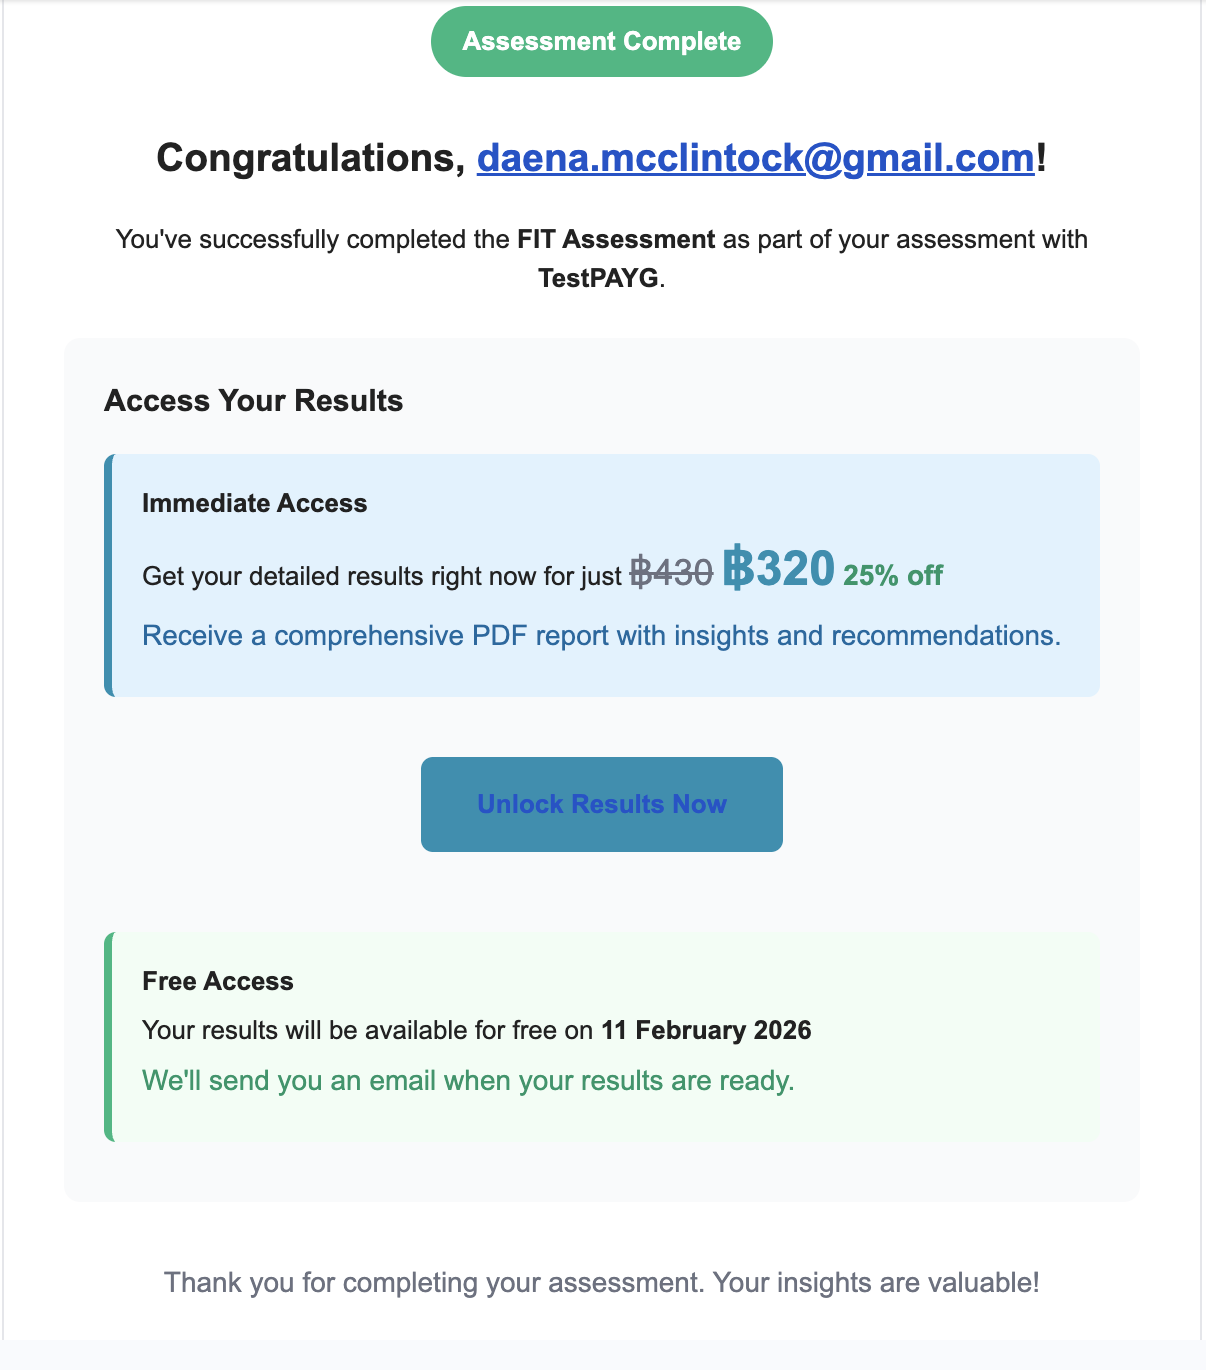 Assessment Complete
Congratulations, daena.mcclintock@gmail.com!
You've successfully completed the FIT Assessment as part of your assessment with
TestPAYG.
Access Your Results
Immediate Access
Get your detailed results right now for just ฿430 ฿320 25% off
Receive a comprehensive PDF report with insights and recommendations.
Unlock Results Now
Free Access
Your results will be available for free on 11 February 2026
We'll send you an email when your results are ready.
Thank you for completing your assessment. Your insights are valuable!